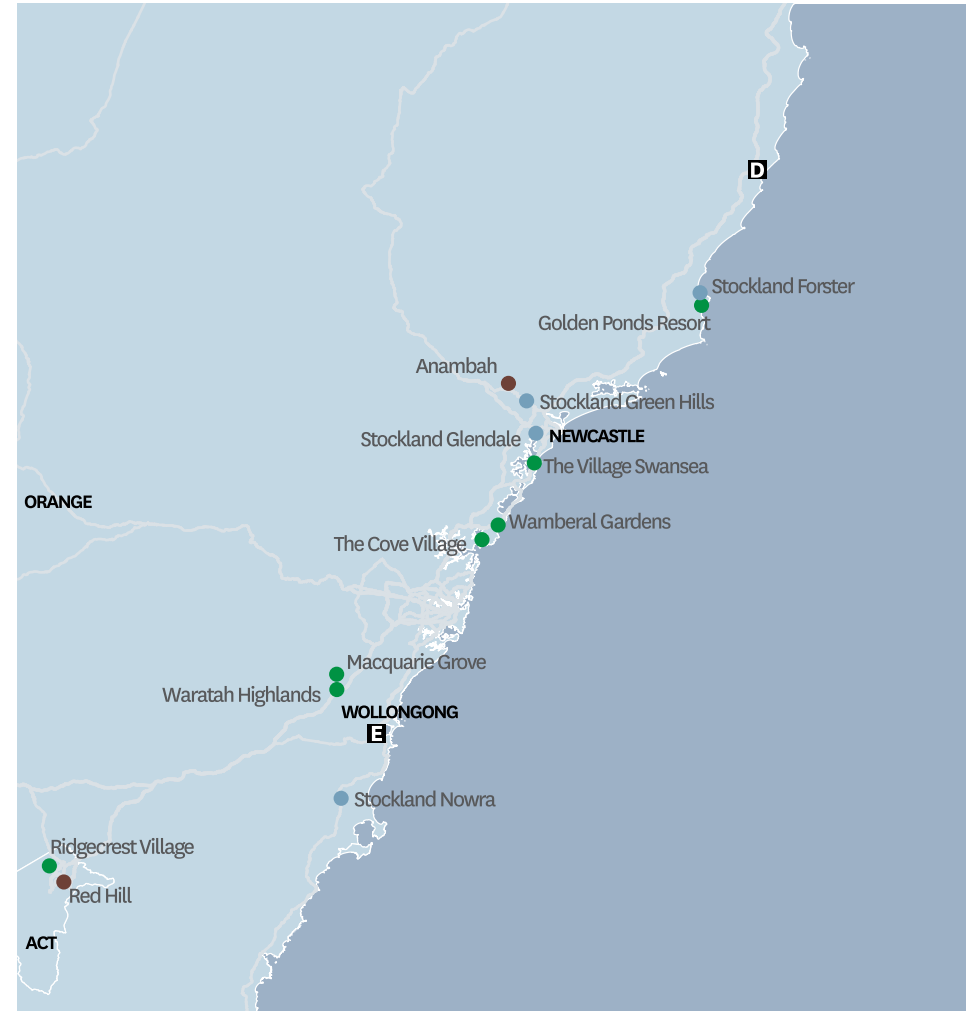 D
Stockland Forster
Golden Ponds Resort
Anambah
Stockland Green Hills
Stockland Glendale
NEWCASTLE
The Village Swansea
ORANGE
Wamberal Gardens
The Cove Village
Macquarie Grove
Waratah Highlands
WOLLONGONG
E
Stockland Nowra
Ridgecrest Village
Red Hill
ACT